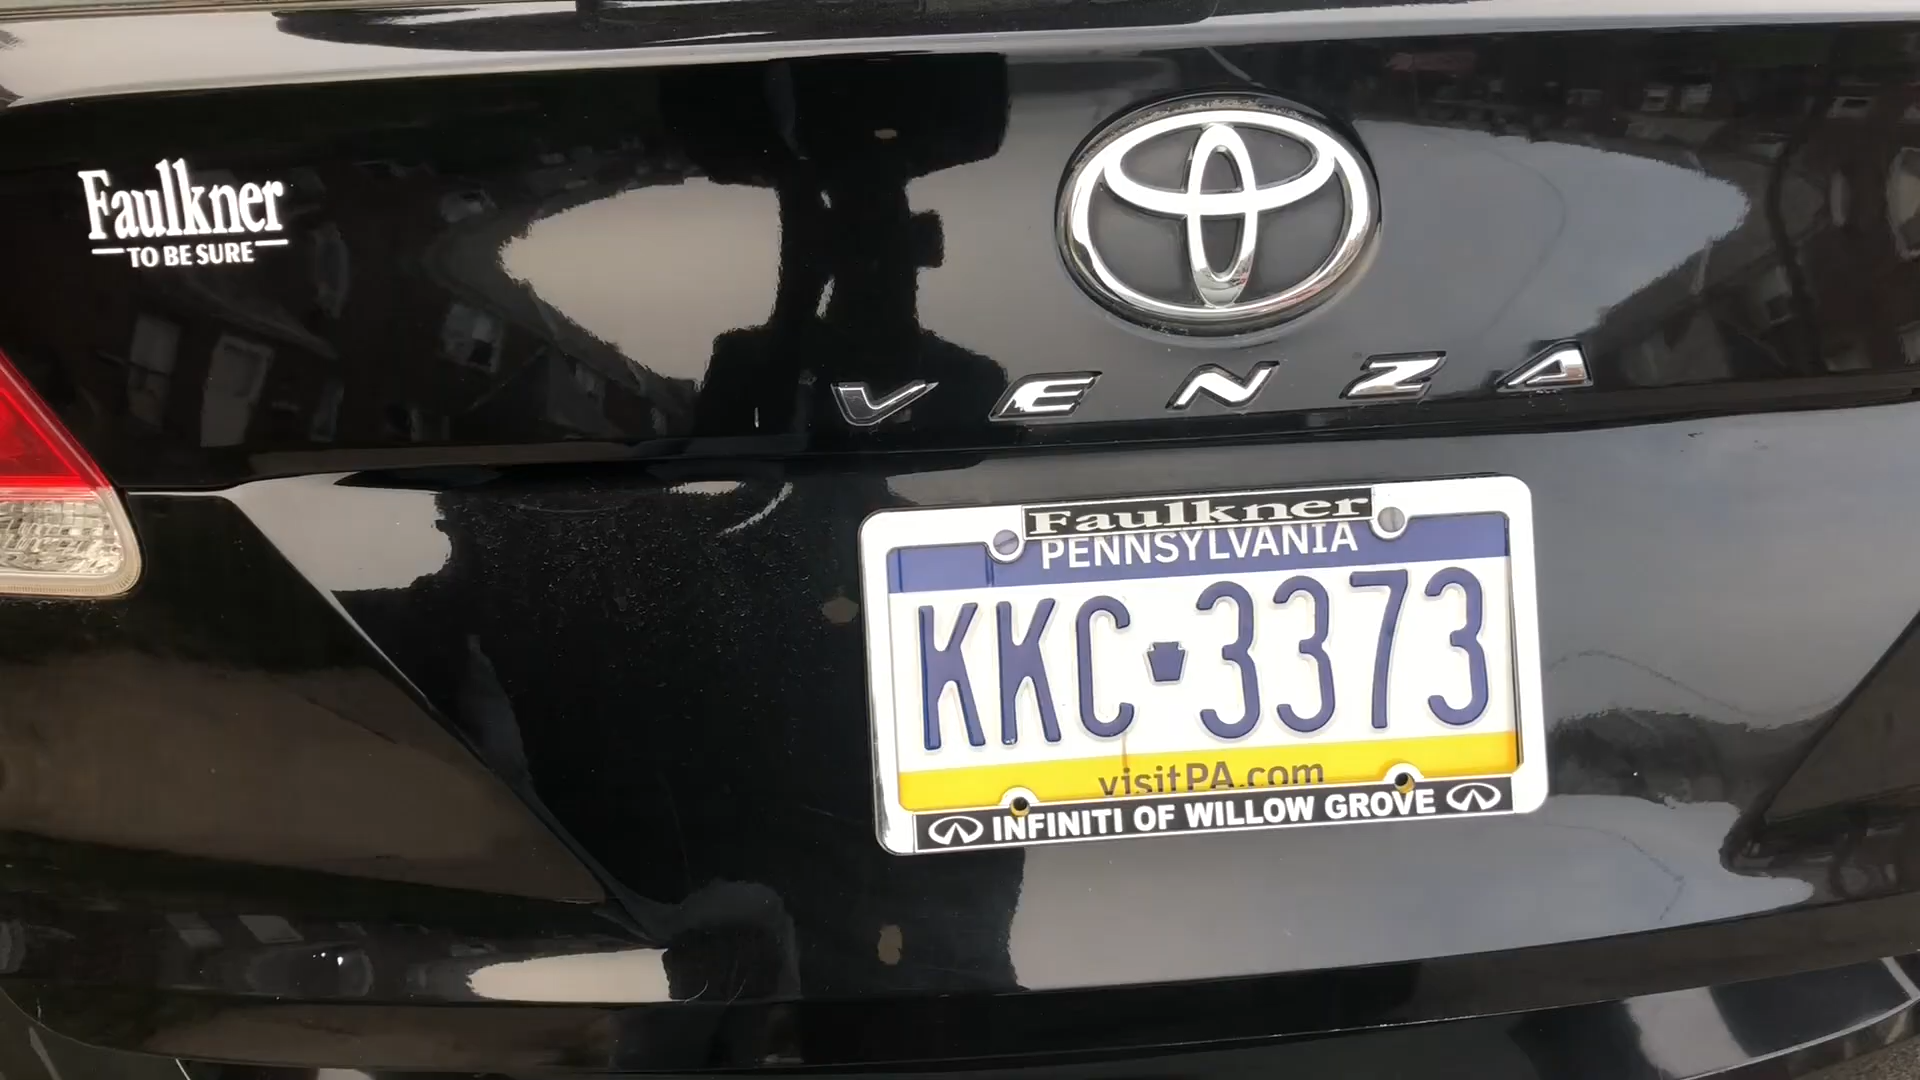 Faulkner
TO BE SURE
VENZA
Faulkner
PENNSYLVANIA
KKC 3373
visitPA.com
INFINITI OF WILLOW GROVE